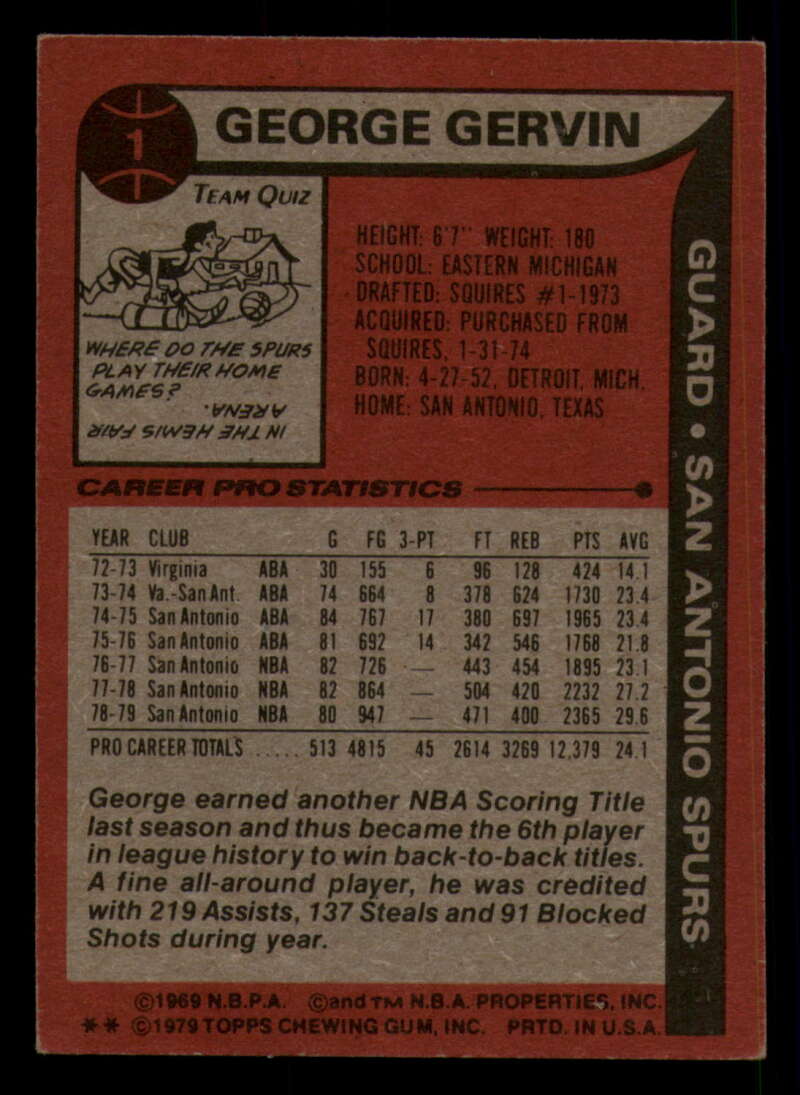 1
GEORGE GERVIN
TEAM QUIZ
WHERE DO THE SPURS
PLAY THEIR HOME
GAMES?
IN THE HEMIS FAIR
ARENA.
HEIGHT: 6'7" WEIGHT: 180
SCHOOL: EASTERN MICHIGAN
DRAFTED: SQUIRES #1-1973
ACQUIRED: PURCHASED FROM
SQUIRES, 1-31-74
BORN: 4-27-52, DETROIT, MICH.
HOME: SAN ANTONIO, TEXAS
GUARD • SAN ANTONIO SPURS
CAREER PRO STATISTICS
YEAR CLUB G FG 3-PT FT REB PTS AVG
72-73 Virginia ABA 30 155 6 96 128 424 14.1
73-74 Va.-San Ant. ABA 74 664 8 378 624 1730 23.4
74-75 San Antonio ABA 84 767 17 380 697 1965 23.4
75-76 San Antonio ABA 81 692 14 342 546 1768 21.8
76-77 San Antonio NBA 82 726 — 443 454 1895 23.1
77-78 San Antonio NBA 82 864 — 504 420 2232 27.2
78-79 San Antonio NBA 80 947 — 471 400 2365 29.6
PRO CAREER TOTALS ..... 513 4815 45 2614 3269 12,379 24.1
George earned another NBA Scoring Title
last season and thus became the 6th player
in league history to win back-to-back titles.
A fine all-around player, he was credited
with 219 Assists, 137 Steals and 91 Blocked
Shots during year.
©1969 N.B.P.A. ©and TM N.B.A. PROPERTIES, INC.
** ©1979 TOPPS CHEWING GUM, INC. PRTD. IN U.S.A.